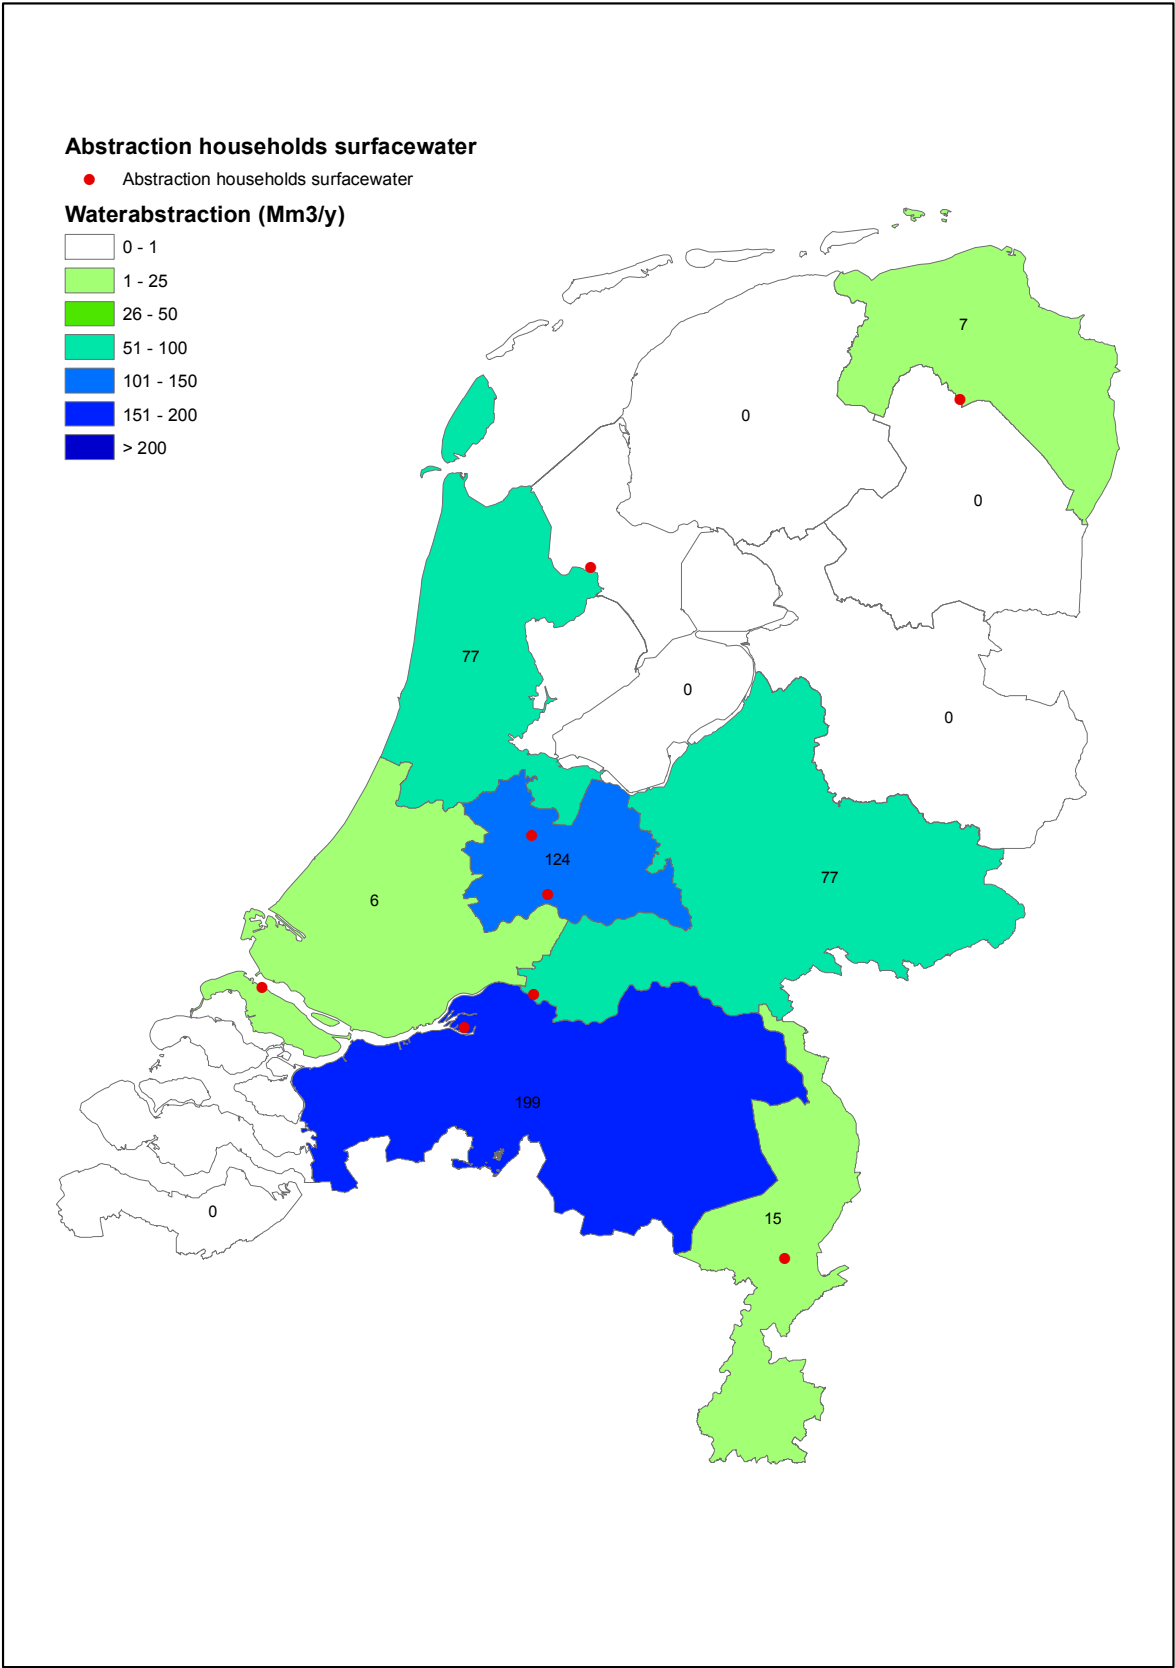 Abstraction households surfacewater
Abstraction households surfacewater
Waterabstraction (Mm3/y)
0 - 1
1 - 25
26 - 50
51 - 100
101 - 150
151 - 200
> 200
7
0
0
77
0
0
124
77
6
199
0
15